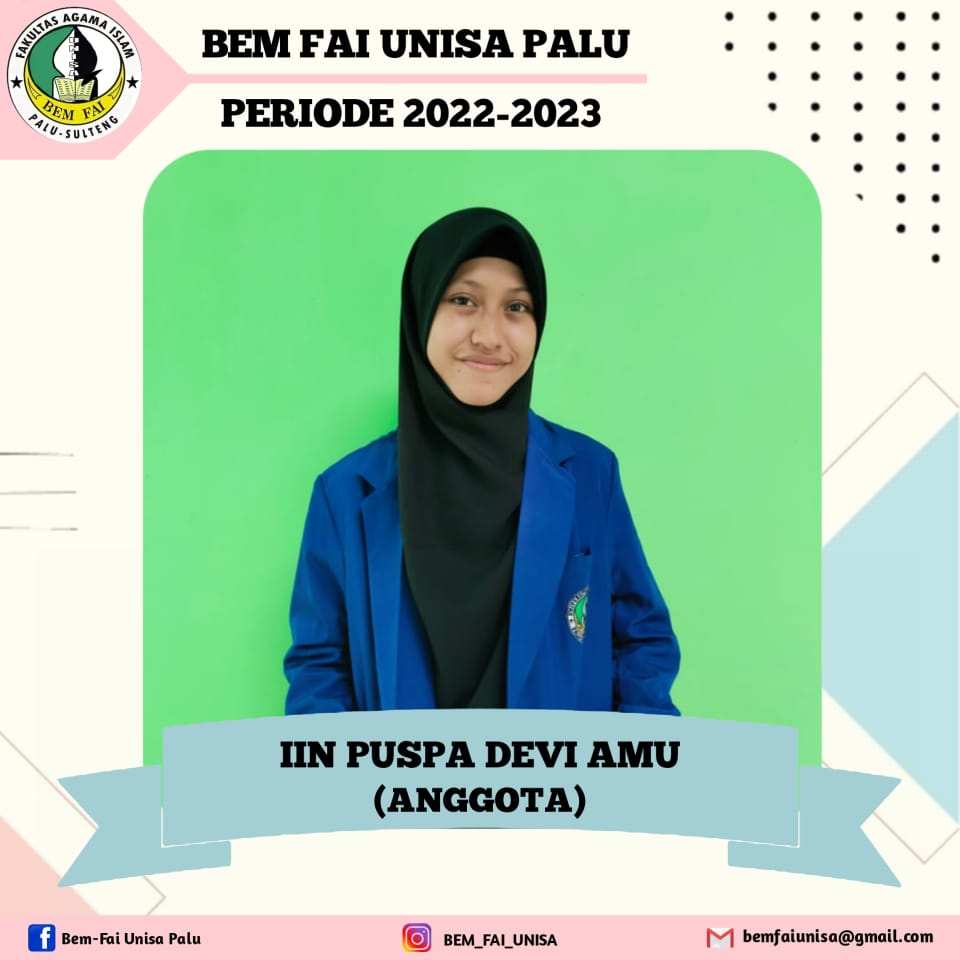 BEM FAI UNISA PALU
PERIODE 2022-2023
FAKULTAS AGAMA ISLAM
BEM FAI
PALU-SULTENG
IIN PUSPA DEVI AMU
(ANGGOTA)
Bem-Fai Unisa Palu
BEM_FAI_UNISA
bemfaiunisa@gmail.com